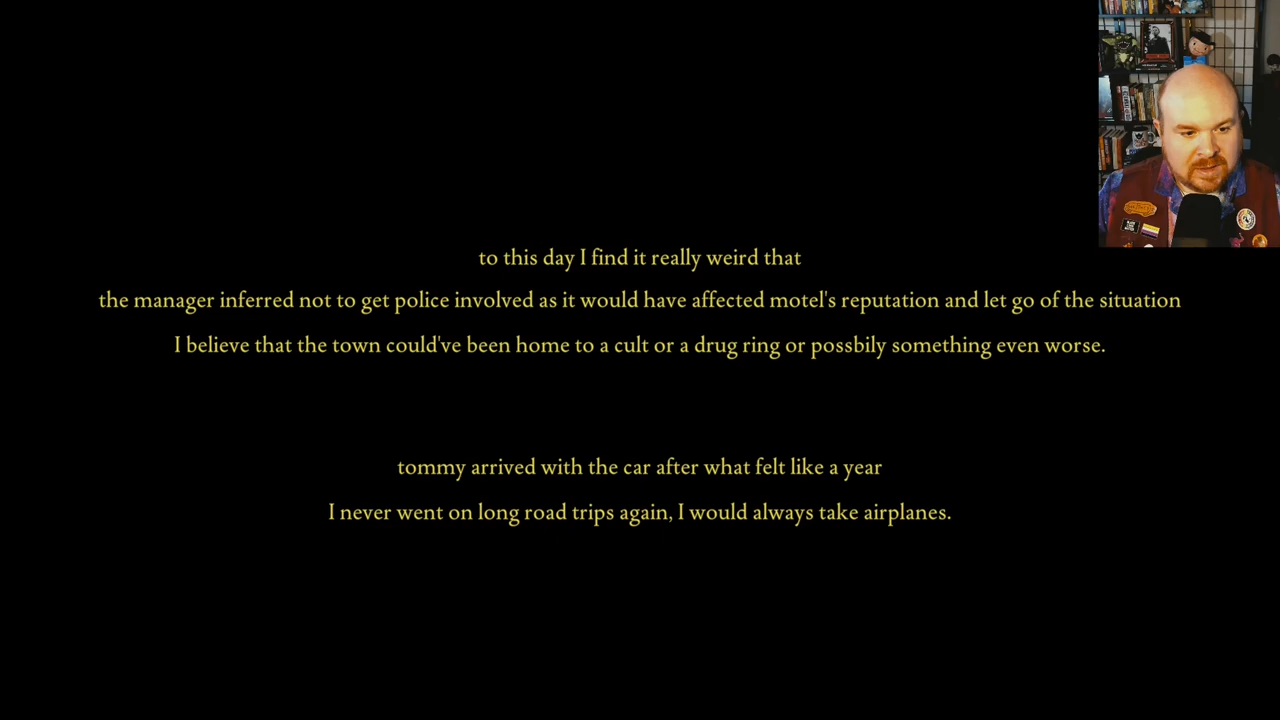 to this day I find it really weird that
the manager inferred not to get police involved as it would have affected motel's reputation and let go of the situation
I believe that the town could've been home to a cult or a drug ring or possbily something even worse.
tommy arrived with the car after what felt like a year
I never went on long road trips again, I would always take airplanes.